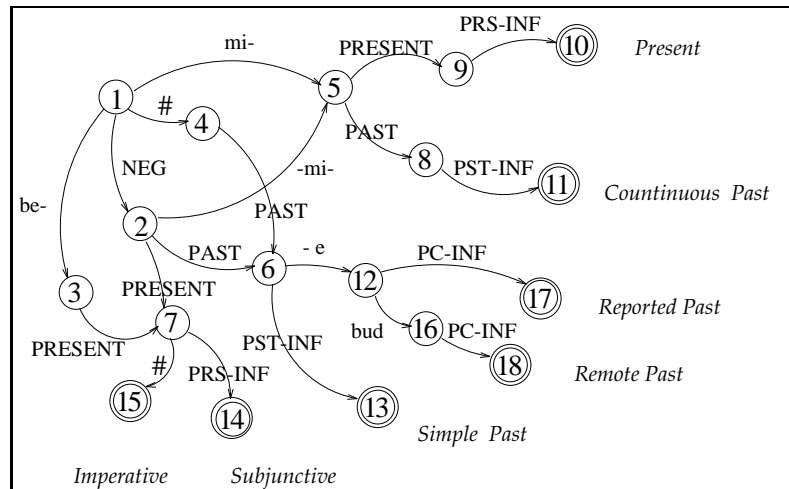 mi-
PRESENT
PRS-INF
10
Present
9
5
1
#
4
PAST
8
PST-INF
11
Countinuous Past
NEG
-mi-
be-
2
PAST
PAST
6
- e
12
PC-INF
17
Reported Past
3
PRESENT
7
bud
16
PC-INF
18
Remote Past
PRESENT
#
PRS-INF
PST-INF
15
14
13
Simple Past
Imperative
Subjunctive